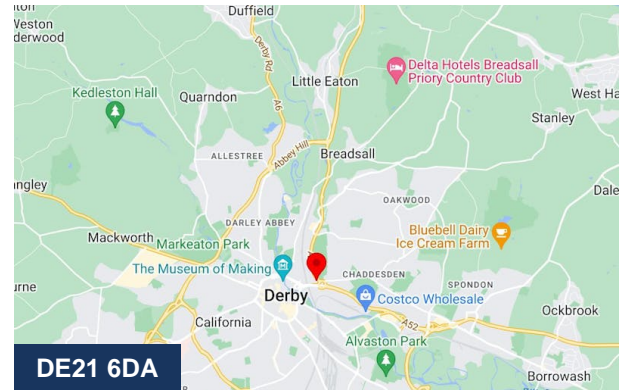 Duffield
Weston
derwood
Derby Rd
A6
Little Eaton
Delta Hotels Breadsall
Priory Country Club
West Ha
Kedleston Hall
Quarndon
Stanley
ALLESTREE
Abbey Hill
Breadsall
angley
OAKWOOD
Dale
DARLEY ABBEY
Bluebell Dairy
Ice Cream Farm
Mackworth
Markeaton Park
The Museum of Making
CHADDESDEN
SPONDON
urne
Derby
Costco Wholesale
Ockbrook
California
A52
Alvaston Park
Borrowash
DE21 6DA